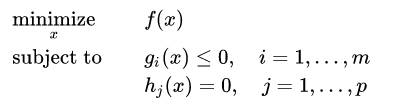 minimize f(x)
x
subject to g_i(x) ≤ 0, i = 1, . . . , m
h_j(x) = 0, j = 1, . . . , p